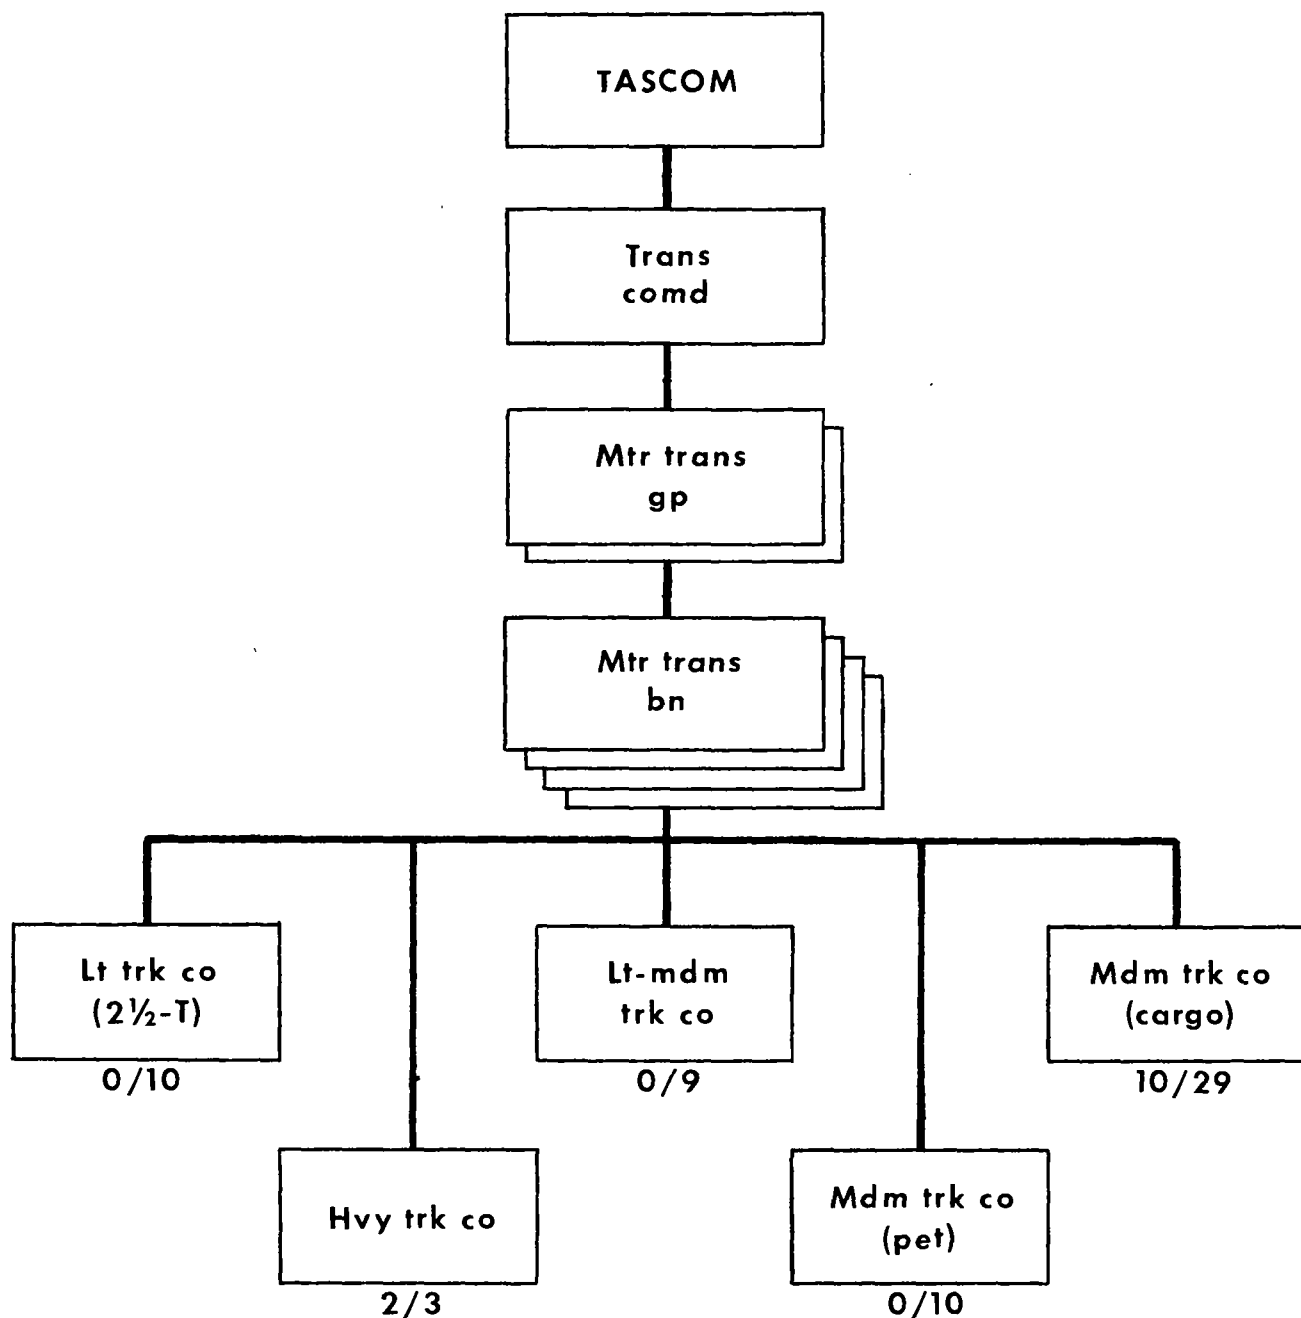 TASCOM
Trans
comd
Mtr trans
gp
Mtr trans
bn
Lt trk co
(2½-T)
0/10
Lt-mdm
trk co
0/9
Mdm trk co
(cargo)
10/29
Hvy trk co
2/3
Mdm trk co
(pet)
0/10